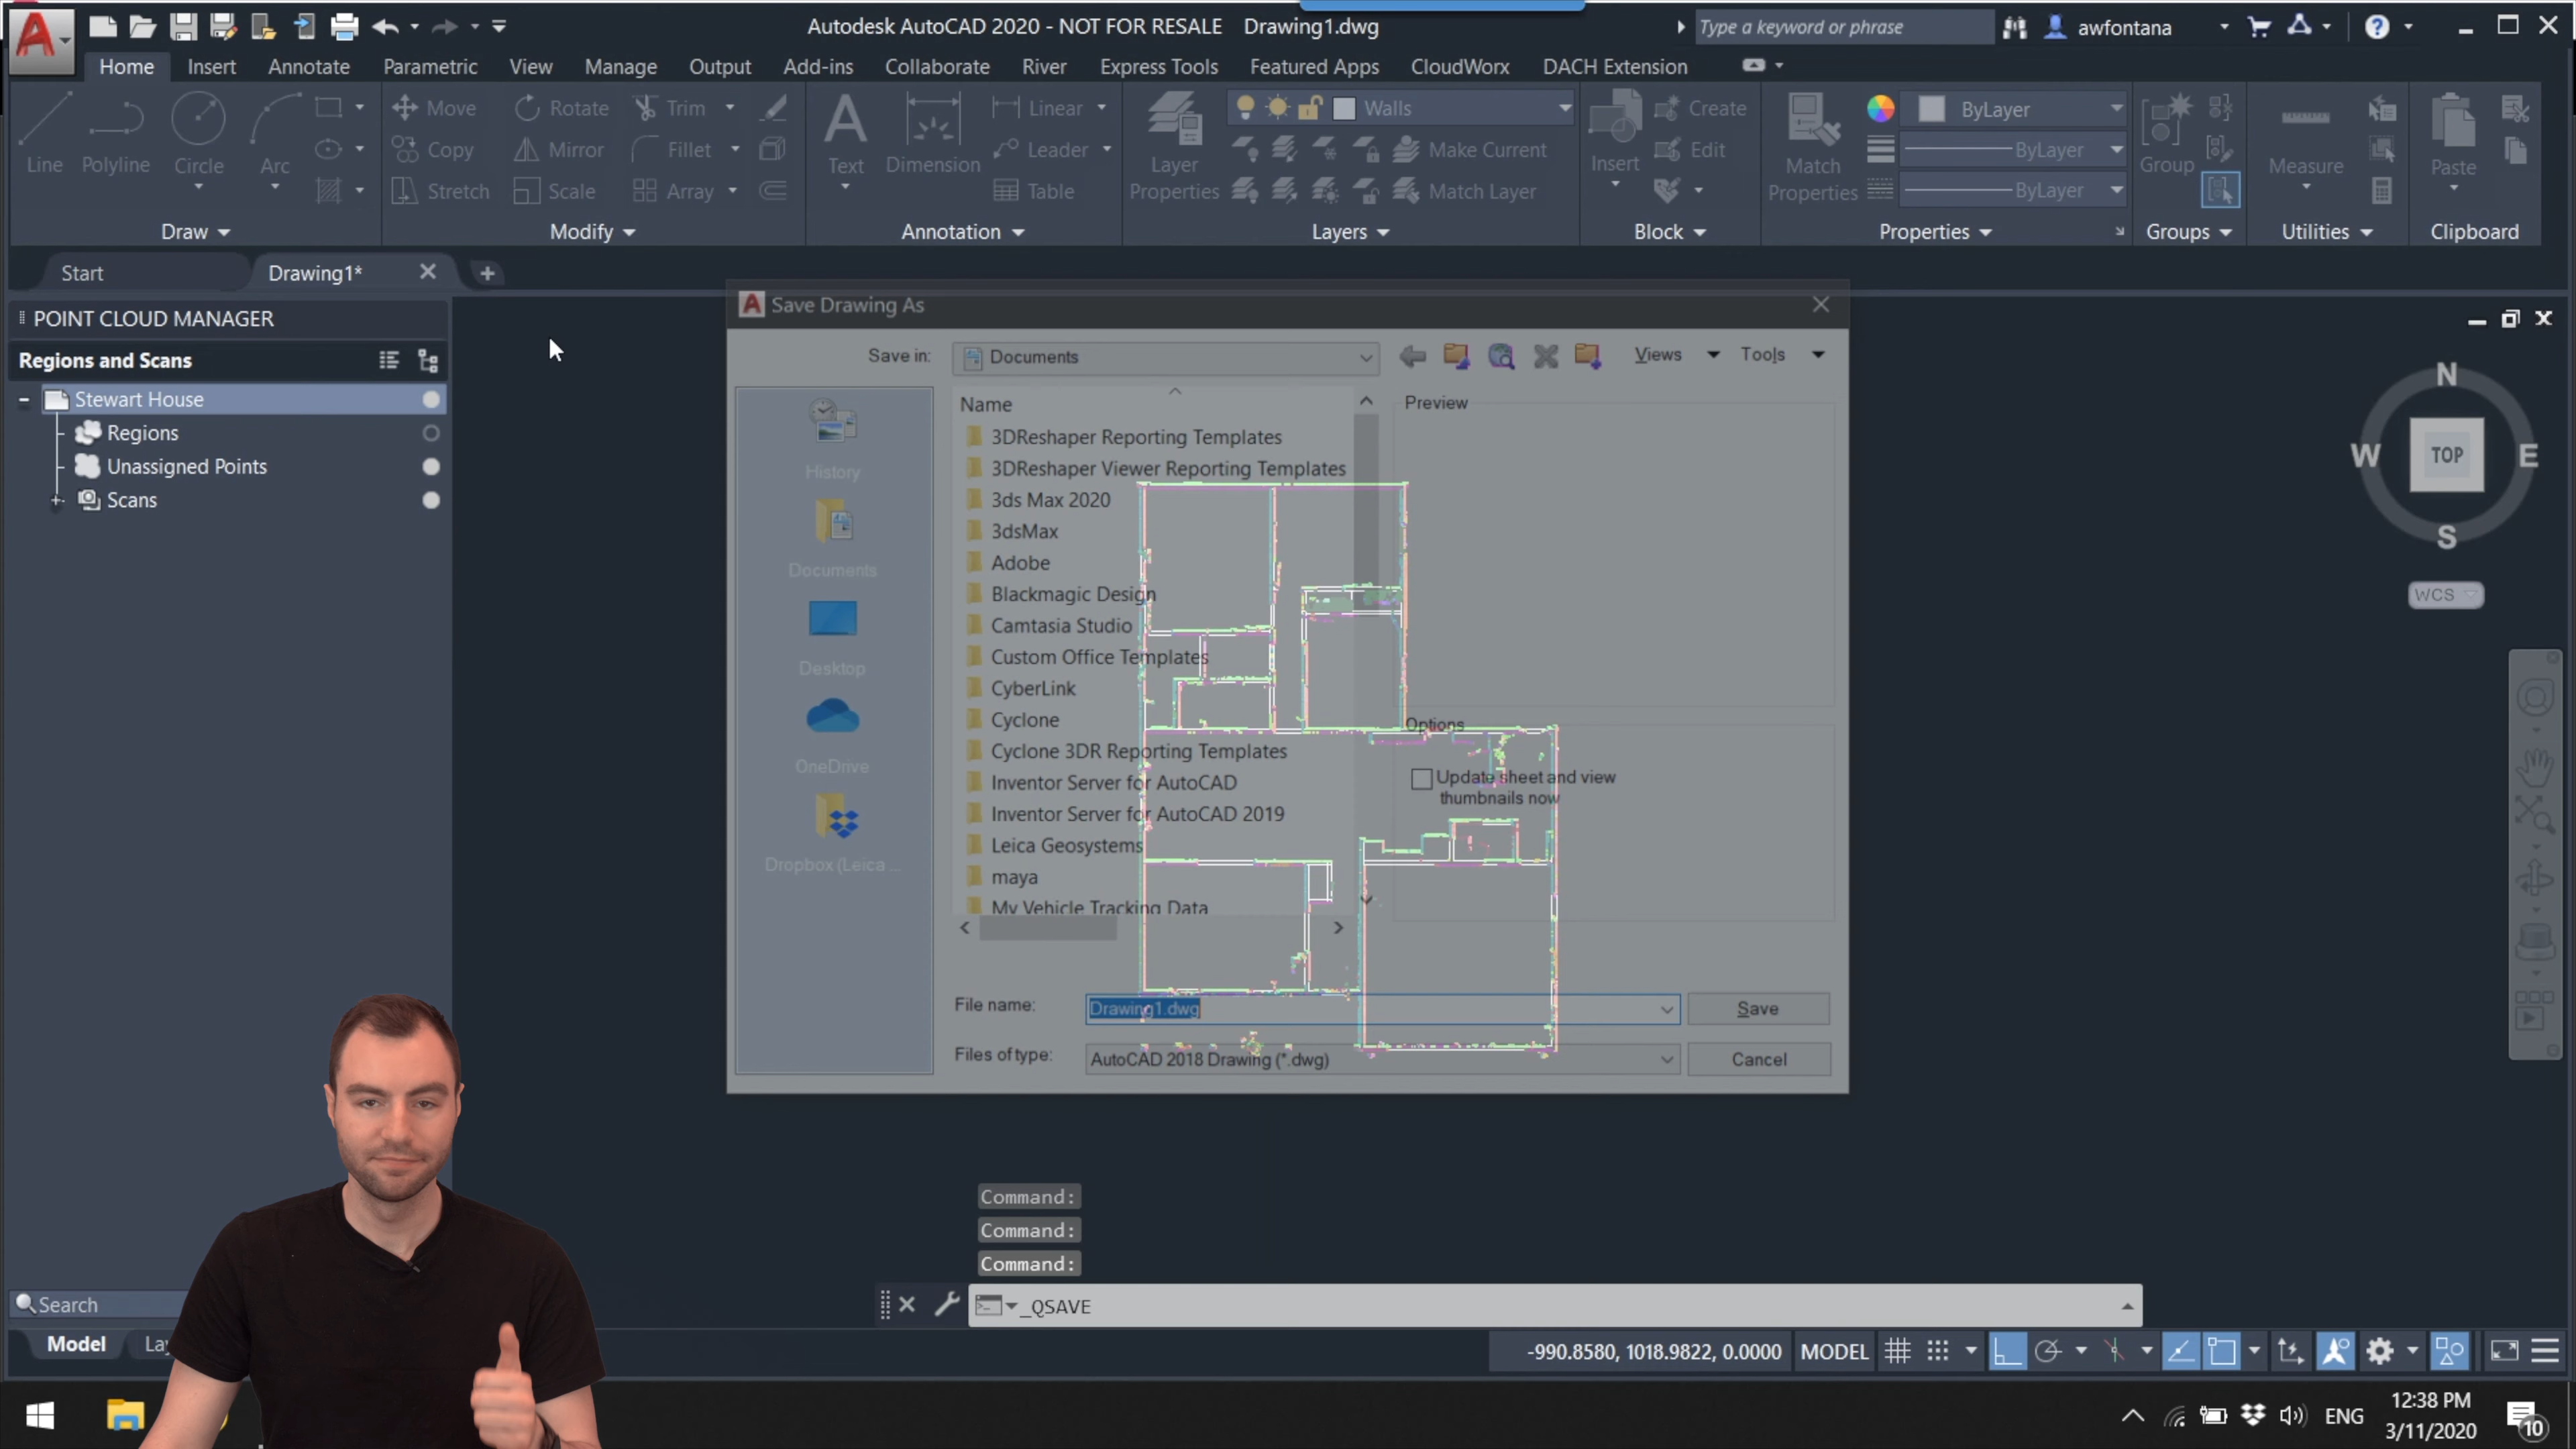 Autodesk AutoCAD 2020 - NOT FOR RESALE Drawing1.dwg
Type a keyword or phrase
awfontana
Home Insert Annotate Parametric View Manage Output Add-ins Collaborate River Express Tools Featured Apps CloudWorx DACH Extension
Line
Polyline
Circle
Arc
Move
Rotate
Trim
Copy
Mirror
Fillet
Stretch
Scale
Array
Text
Dimension
Linear
Leader
Table
Layer
Properties
Walls
Make Current
Match Layer
Insert
Create
Edit
Match
Properties
ByLayer
ByLayer
ByLayer
Group
Measure
Paste
Draw
Modify
Annotation
Layers
Block
Properties
Groups
Utilities
Clipboard
Start
Drawing1*
POINT CLOUD MANAGER
Regions and Scans
Stewart House
Regions
Unassigned Points
Scans
Search
Save Drawing As
Save in:
Documents
Views
Tools
History
Documents
Desktop
OneDrive
Dropbox (Leica ...
Name
3DReshaper Reporting Templates
3DReshaper Viewer Reporting Templates
3ds Max 2020
3dsMax
Adobe
Blackmagic Design
Camtasia Studio
Custom Office Templates
CyberLink
Cyclone
Cyclone 3DR Reporting Templates
Inventor Server for AutoCAD
Inventor Server for AutoCAD 2019
Leica Geosystems
maya
My Vehicle Tracking Data
Preview
Options
Update sheet and view
thumbnails now
File name:
Drawing1.dwg
Save
Files of type:
AutoCAD 2018 Drawing (*.dwg)
Cancel
N
W
TOP
E
S
WCS
Command:
Command:
Command:
_QSAVE
Model
-990.8580, 1018.9822, 0.0000
MODEL
ENG
12:38 PM
3/11/2020
10